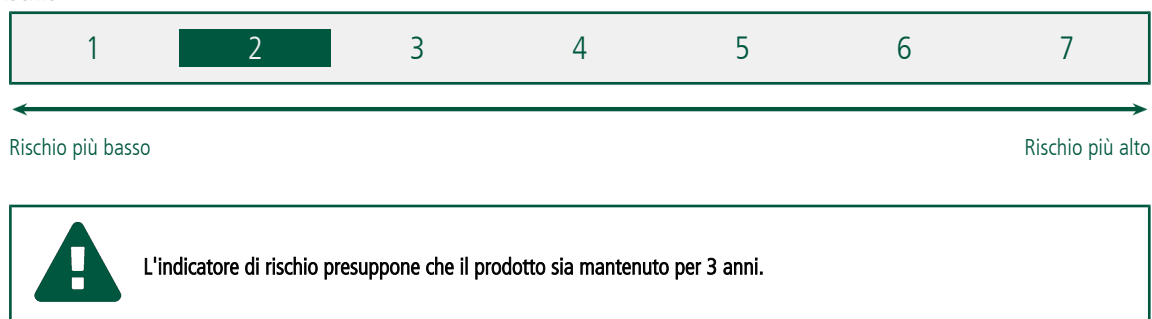 1 2 3 4 5 6 7
Rischio più basso Rischio più alto
L'indicatore di rischio presuppone che il prodotto sia mantenuto per 3 anni.